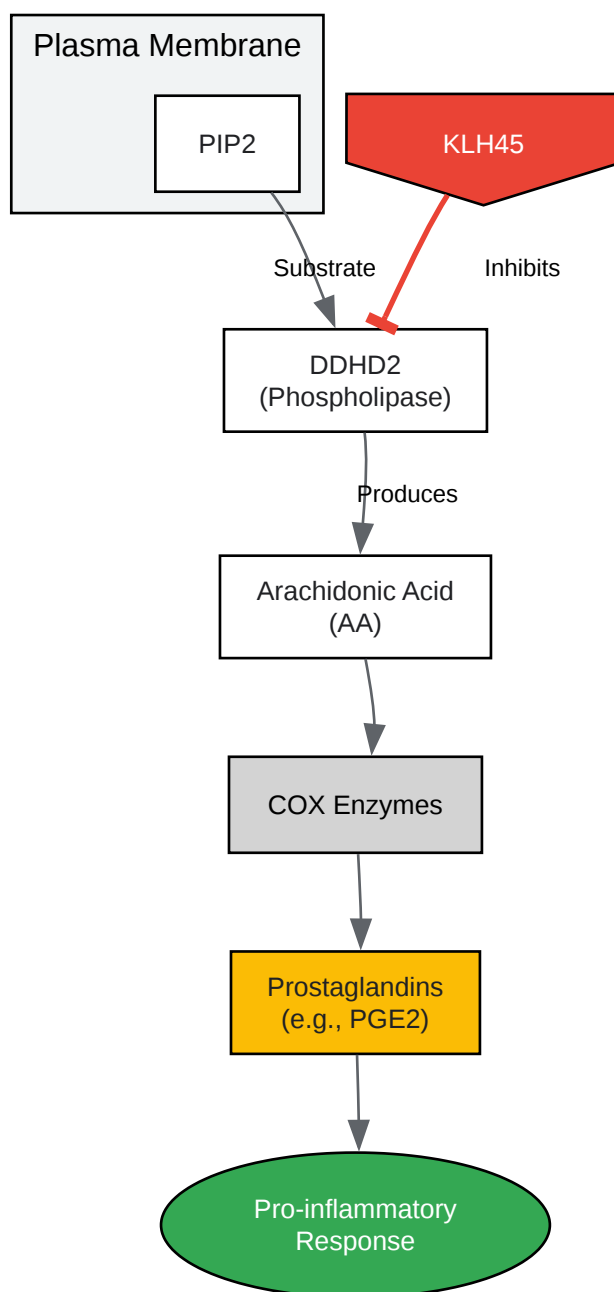 Plasma Membrane
PIP2
KLH45
Substrate
Inhibits
DDHD2
(Phospholipase)
Produces
Arachidonic Acid
(AA)
COX Enzymes
Prostaglandins
(e.g., PGE2)
Pro-inflammatory
Response